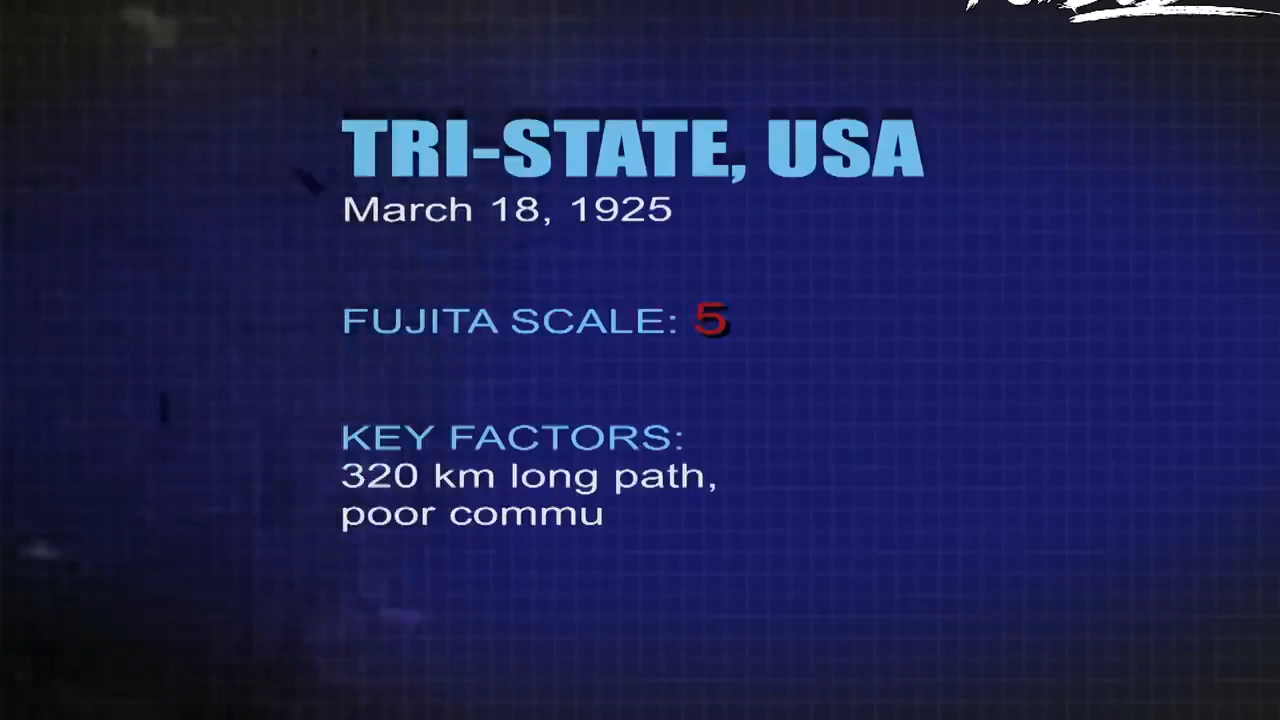 TRI-STATE, USA
March 18, 1925
FUJITA SCALE: 5
KEY FACTORS:
320 km long path,
poor commu